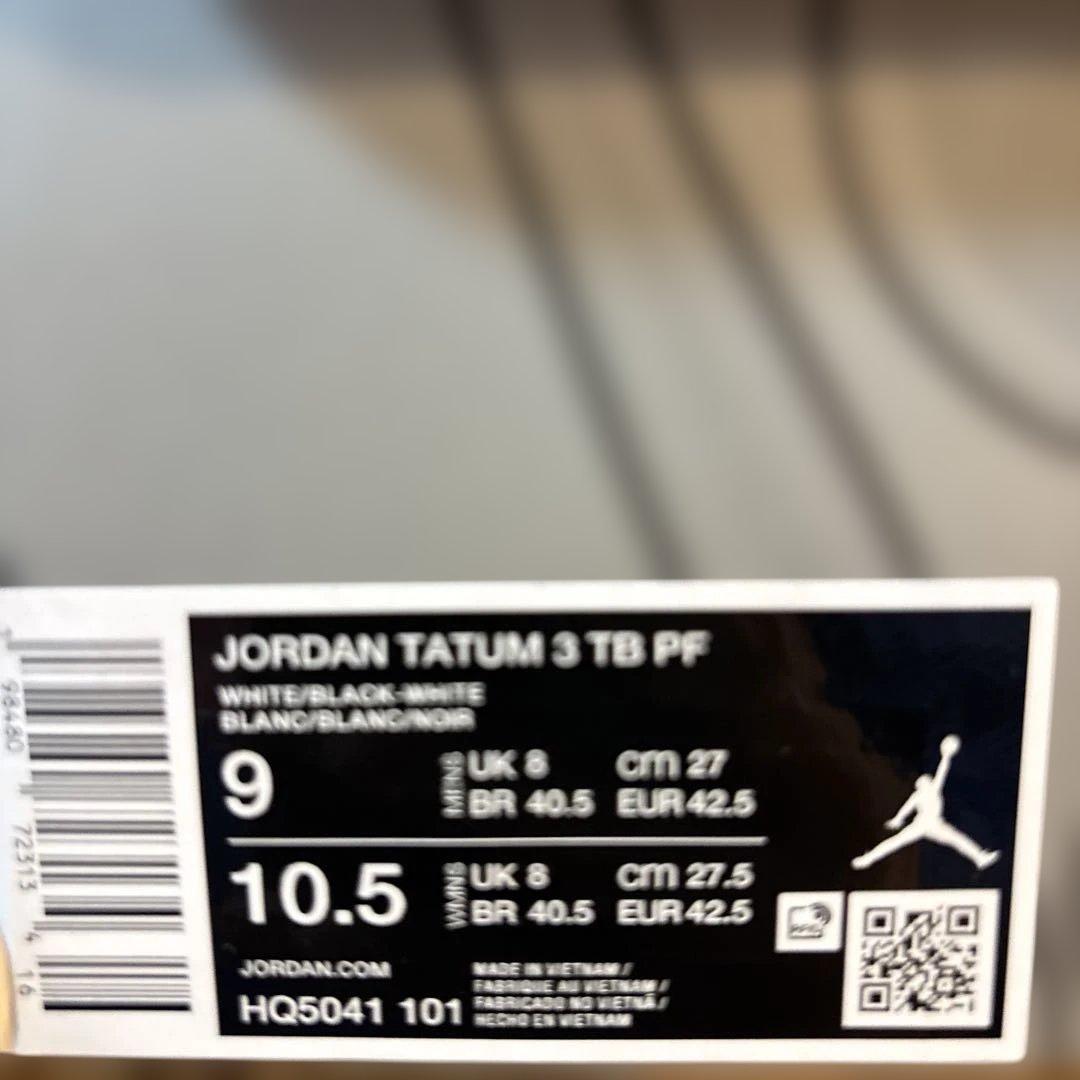 JORDAN TATUM 3 TB PF
WHITE/BLACK-WHITE
BLANC/BLANC/NOIR
9 MENS UK 8 CM 27
BR 40.5 EUR 42.5
10.5 WMNS UK 8 CM 27.5
BR 40.5 EUR 42.5
JORDAN.COM
HQ5041 101
MADE IN VIETNAM /
FABRIQUE AU VIETNAM /
FABRICADO NO VIETNÃ /
HECHO EN VIETNAM
RFID
72313